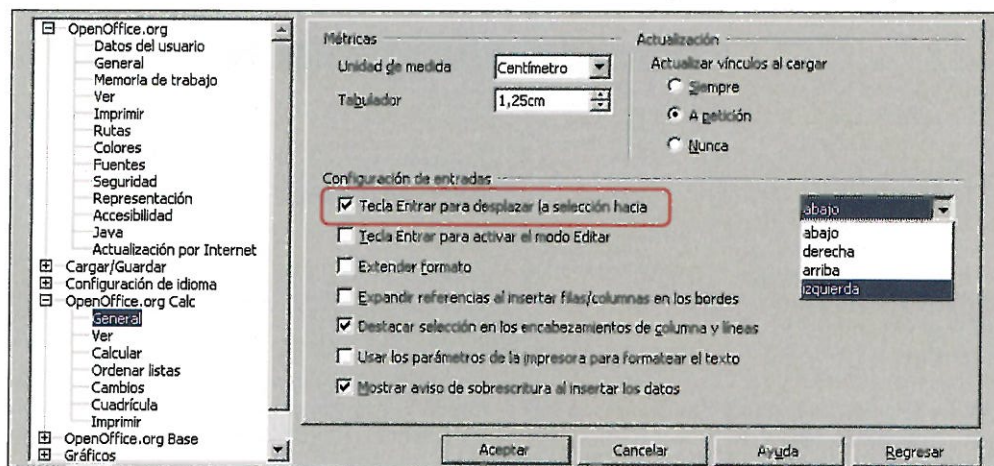 OpenOffice.org
Datos del usuario
General
Memoria de trabajo
Ver
Imprimir
Rutas
Colores
Fuentes
Seguridad
Representación
Accesibilidad
Java
Actualización por Internet
Cargar/Guardar
Configuración de idioma
OpenOffice.org Calc
General
Ver
Calcular
Ordenar listas
Cambios
Cuadrícula
Imprimir
OpenOffice.org Base
Gráficos
Métricas
Unidad de medida Centímetro
Tabulador 1,25cm
Actualización
Actualizar vínculos al cargar
Siempre
A petición
Nunca
Configuración de entradas
Tecla Entrar para desplazar la selección hacia abajo
abajo
derecha
arriba
izquierda
Tecla Entrar para activar el modo Editar
Extender formato
Expandir referencias al insertar filas/columnas en los bordes
Destacar selección en los encabezamientos de columna y líneas
Usar los parámetros de la impresora para formatear el texto
Mostrar aviso de sobrescritura al insertar los datos
Aceptar Cancelar Ayuda Regresar